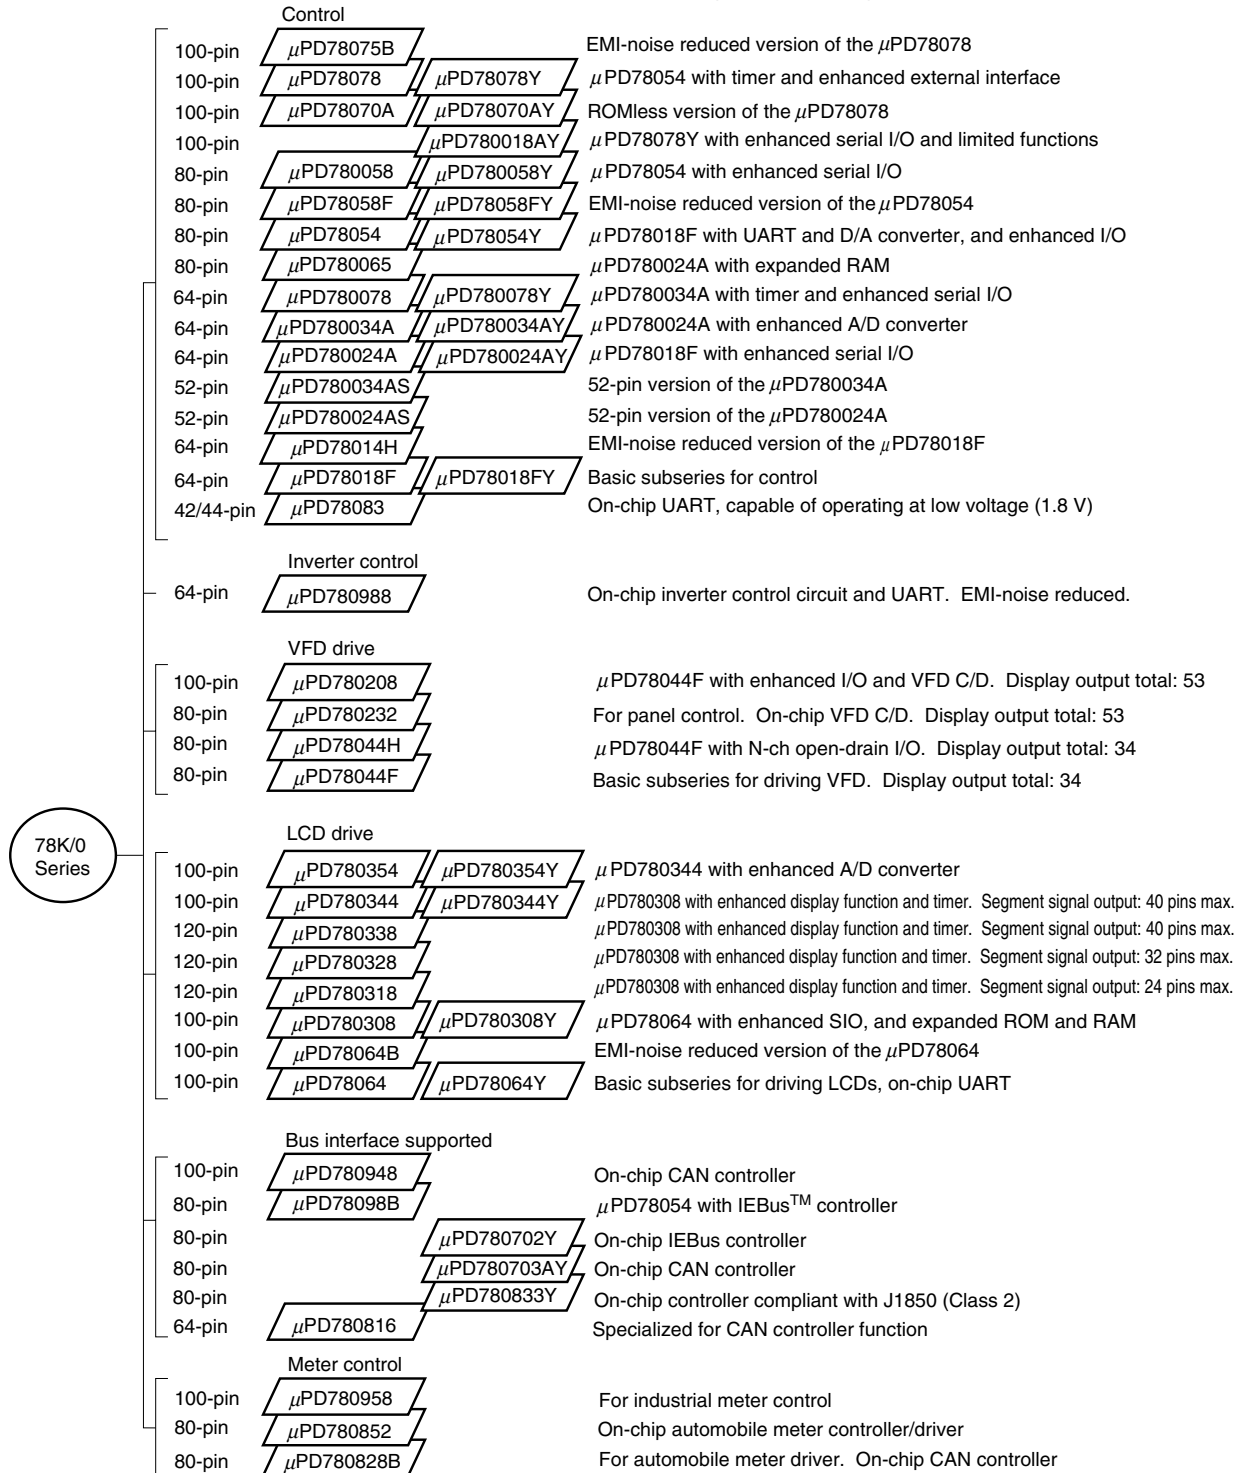 Control
100-pin μPD78075B EMI-noise reduced version of the μPD78078
100-pin μPD78078 μPD78078Y μPD78054 with timer and enhanced external interface
100-pin μPD78070A μPD78070AY ROMless version of the μPD78078
100-pin μPD780018AY μPD78078Y with enhanced serial I/O and limited functions
80-pin μPD780058 μPD780058Y μPD78054 with enhanced serial I/O
80-pin μPD78058F μPD78058FY EMI-noise reduced version of the μPD78054
80-pin μPD78054 μPD78054Y μPD78018F with UART and D/A converter, and enhanced I/O
80-pin μPD780065 μPD780024A with expanded RAM
64-pin μPD780078 μPD780078Y μPD780034A with timer and enhanced serial I/O
64-pin μPD780034A μPD780034AY μPD780024A with enhanced A/D converter
64-pin μPD780024A μPD780024AY μPD78018F with enhanced serial I/O
52-pin μPD780034AS 52-pin version of the μPD780034A
52-pin μPD780024AS 52-pin version of the μPD780024A
64-pin μPD78014H EMI-noise reduced version of the μPD78018F
64-pin μPD78018F μPD78018FY Basic subseries for control
42/44-pin μPD78083 On-chip UART, capable of operating at low voltage (1.8 V)
Inverter control
64-pin μPD780988 On-chip inverter control circuit and UART. EMI-noise reduced.
VFD drive
100-pin μPD780208 μPD78044F with enhanced I/O and VFD C/D. Display output total: 53
80-pin μPD780232 For panel control. On-chip VFD C/D. Display output total: 53
80-pin μPD78044H μPD78044F with N-ch open-drain I/O. Display output total: 34
80-pin μPD78044F Basic subseries for driving VFD. Display output total: 34
78K/0
Series
LCD drive
100-pin μPD780354 μPD780354Y μPD780344 with enhanced A/D converter
100-pin μPD780344 μPD780344Y μPD780308 with enhanced display function and timer. Segment signal output: 40 pins max.
120-pin μPD780338 μPD780308 with enhanced display function and timer. Segment signal output: 40 pins max.
120-pin μPD780328 μPD780308 with enhanced display function and timer. Segment signal output: 32 pins max.
120-pin μPD780318 μPD780308 with enhanced display function and timer. Segment signal output: 24 pins max.
100-pin μPD780308 μPD780308Y μPD78064 with enhanced SIO, and expanded ROM and RAM
100-pin μPD78064B EMI-noise reduced version of the μPD78064
100-pin μPD78064 μPD78064Y Basic subseries for driving LCDs, on-chip UART
Bus interface supported
100-pin μPD780948 On-chip CAN controller
80-pin μPD78098B μPD78054 with IEBus™ controller
80-pin μPD780702Y On-chip IEBus controller
80-pin μPD780703AY On-chip CAN controller
80-pin μPD780833Y On-chip controller compliant with J1850 (Class 2)
64-pin μPD780816 Specialized for CAN controller function
Meter control
100-pin μPD780958 For industrial meter control
80-pin μPD780852 On-chip automobile meter controller/driver
80-pin μPD780828B For automobile meter driver. On-chip CAN controller